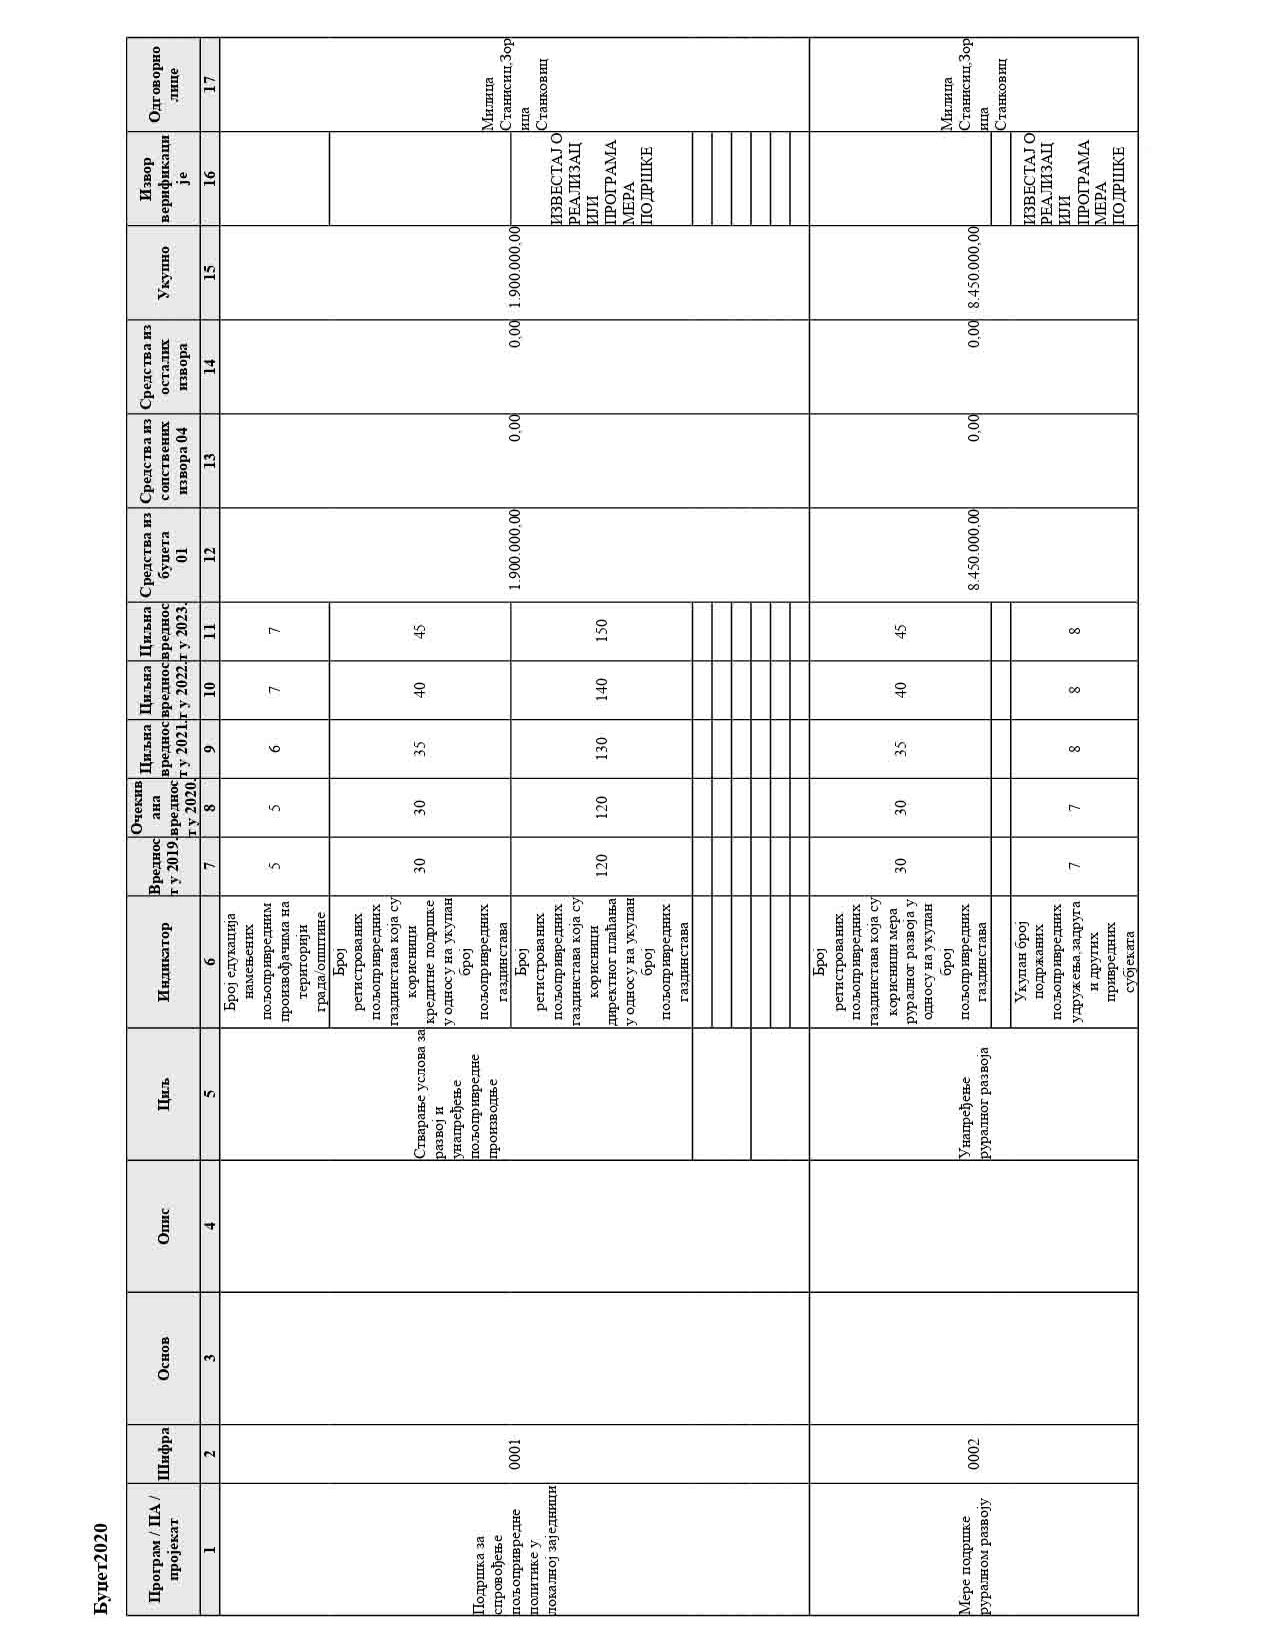 Буџет2020
Програм / ПА /
пројекат
Шифра
Основ
Опис
Циљ
Индикатор
Вреднос
т у 2019.
Очекив
ана
вреднос
т у 2020.
Циљна
вреднос
т у 2021.
Циљна
вреднос
т у 2022.
Циљна
вреднос
т у 2023.
Средства из
буџета
01
Средства из
сопствених
извора 04
Средства из
осталих
извора
Укупно
Извор
верификаци
је
Одговорно
лице
1
2
3
4
5
6
7
8
9
10
11
12
13
14
15
16
17
Подршка за
спровођење
пољопривредне
политике у
локалној заједници
0001
Стварање услова за
развој и
унапређење
пољопривредне
производње
Број едукација
намењених
пољопривредним
произвођачима на
територији
града/општине
5
5
6
7
7
Број
регистрованих
пољопривредних
газдинстава која су
корисници
кредитне подршке
у односу на укупан
број
пољопривредних
газдинстава
30
30
35
40
45
Број
регистрованих
пољопривредних
газдинстава која су
корисници
директног плаћања
у односу на укупан
број
пољопривредних
газдинстава
120
120
130
140
150
1.900.000,00
0,00
0,00
1.900.000,00
ИЗВЕСТАЈ О
РЕАЛИЗАЦ
ИЈИ
ПРОГРАМА
МЕРА
ПОДРШКЕ
Милица
Станисиц,Зор
ица
Станковиц
Мере подршке
руралном развоју
0002
Унапређење
руралног развоја
Број
регистрованих
пољопривредних
газдинстава која су
корисници мера
руралног развоја у
односу на укупан
број
пољопривредних
газдинстава
30
30
35
40
45
Укупан број
подржаних
пољопривредних
удружења,задруга
и других
привредних
субјеката
7
7
8
8
8
8.450.000,00
0,00
0,00
8.450.000,00
ИЗВЕСТАЈ О
РЕАЛИЗАЦ
ИЈИ
ПРОГРАМА
МЕРА
ПОДРШКЕ
Милица
Станисиц,Зор
ица
Станковиц